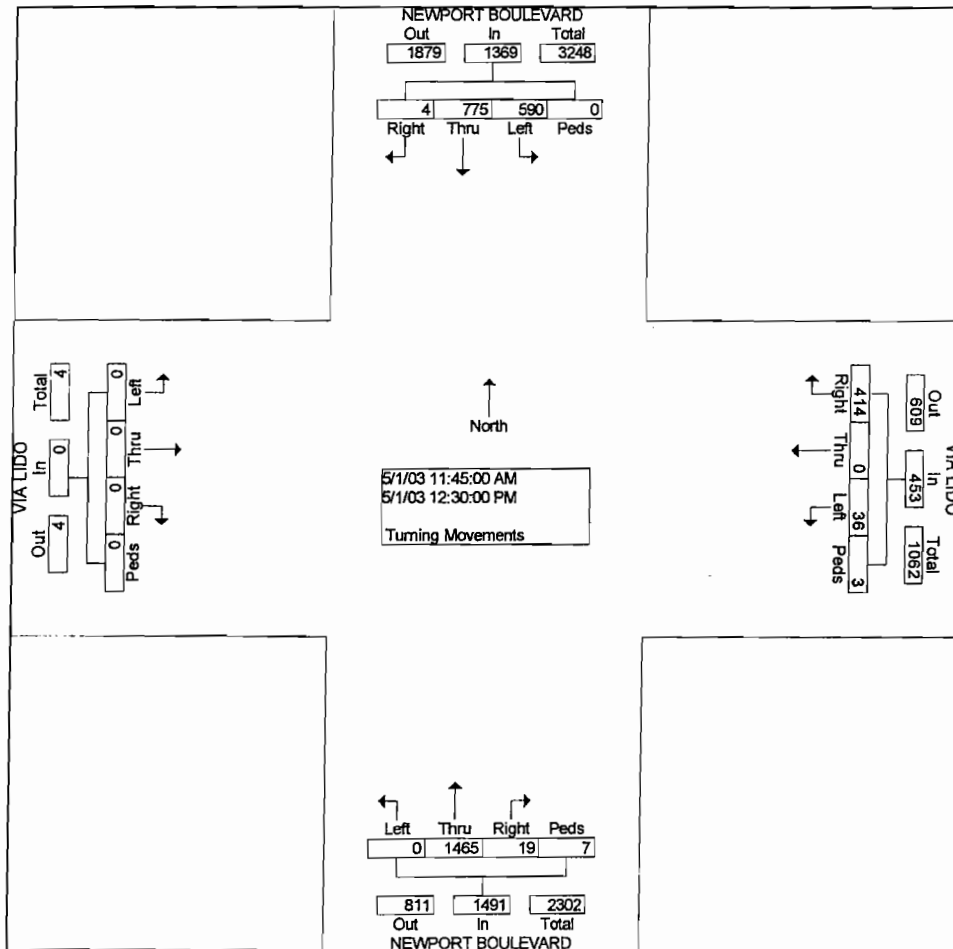 NEWPORT BOULEVARD
Out In Total
1879 1369 3248
4 775 590 0
Right Thru Left Peds
VIA LIDO
Total In Out
4 0 4
0 0 0 0
Left Thru Right Peds
North
5/1/03 11:45:00 AM
5/1/03 12:30:00 PM
Turning Movements
414 0 36 3
Right Thru Left Peds
Out In Total
609 453 1062
VIA LIDO
Left Thru Right Peds
0 1465 19 7
811 1491 2302
Out In Total
NEWPORT BOULEVARD